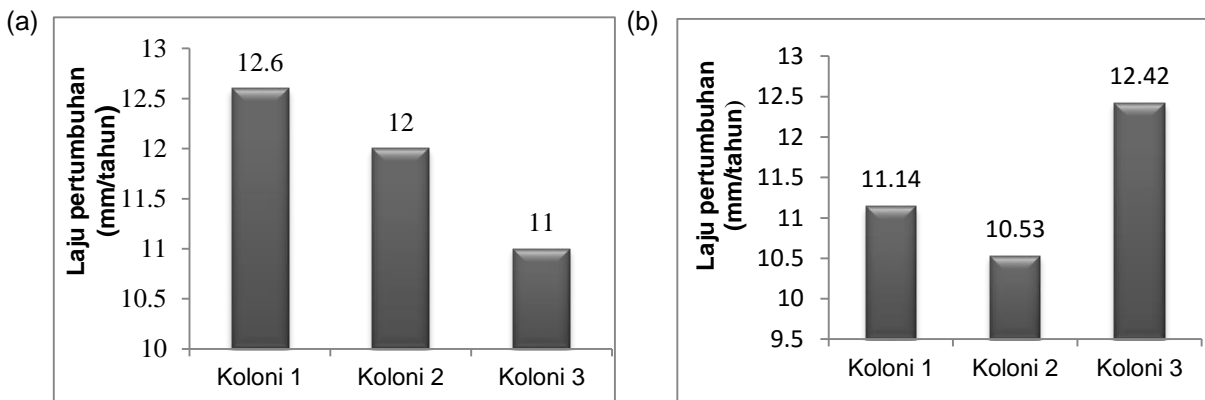 (a)
Laju pertumbuhan
(mm/tahun)
13
12.5
12
11.5
11
10.5
10
12.6
12
11
Koloni 1
Koloni 2
Koloni 3
(b)
Laju pertumbuhan
(mm/tahun)
13
12.5
12
11.5
11
10.5
10
9.5
11.14
10.53
12.42
Koloni 1
Koloni 2
Koloni 3